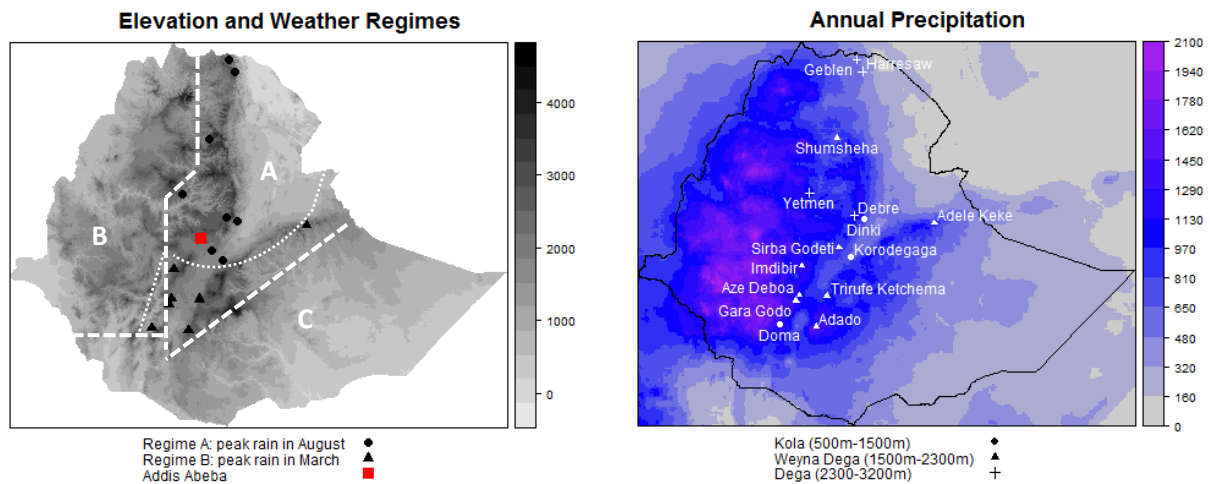 Elevation and Weather Regimes
A
B
C
4000
3000
2000
1000
0
Regime A: peak rain in August
Regime B: peak rain in March
Addis Abeba
Annual Precipitation
Geblen
Harresaw
Shumsheha
Yetmen
Debre
Dinki
Adele Keke
Sirba Godeti
Korodegaga
Imdibir
Aze Deboa
Trirufe Ketchema
Gara Godo
Doma
Adado
2100
1940
1780
1620
1450
1290
1130
970
810
650
480
320
160
0
Kola (500m-1500m)
Weyna Dega (1500m-2300m)
Dega (2300-3200m)